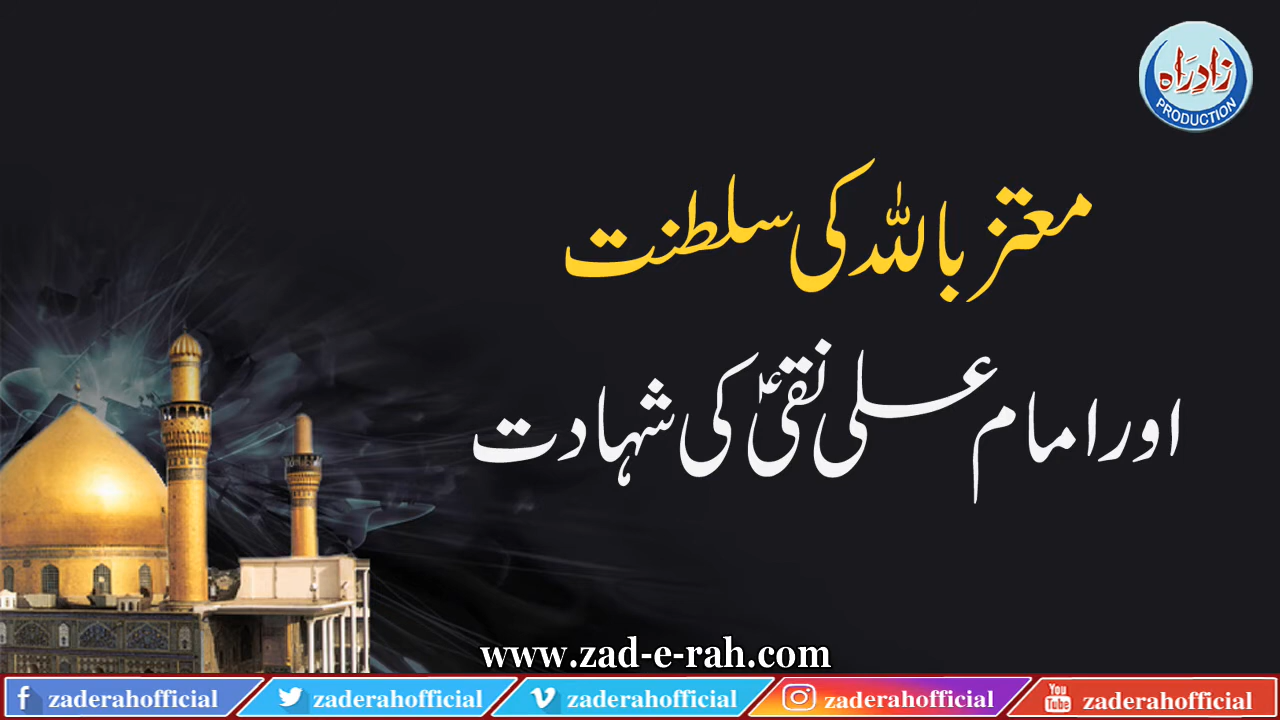 زادِراہ
PRODUCTION
معتز باللہ کی سلطنت
اور امام علی نقیؑ کی شہادت
www.zad-e-rah.com
zaderahofficial zaderahofficial zaderahofficial zaderahofficial You Tube zaderahofficial